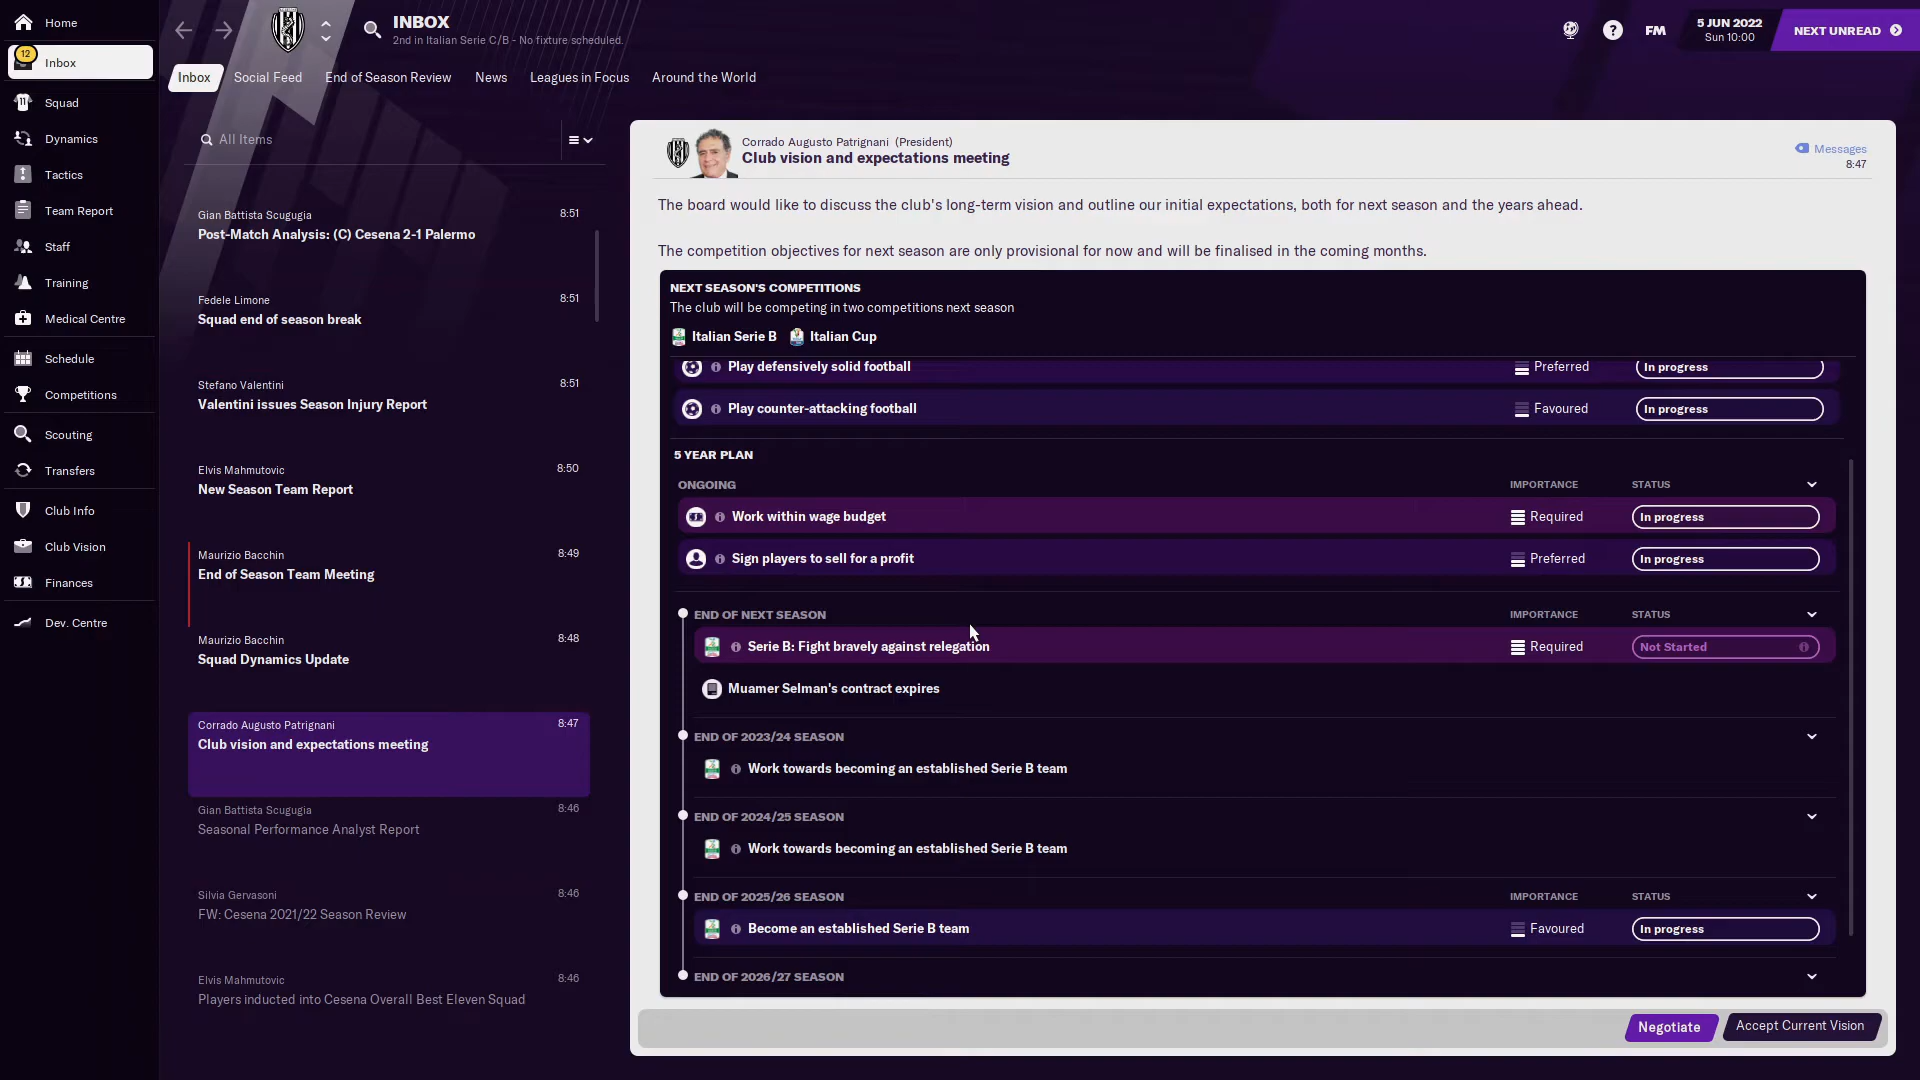 Home
12
Inbox
Squad
Dynamics
Tactics
Team Report
Staff
Training
Medical Centre
Schedule
Competitions
Scouting
Transfers
Club Info
Club Vision
Finances
Dev. Centre
INBOX
2nd in Italian Serie C/B - No fixture scheduled.
FM
5 JUN 2022
Sun 10:00
NEXT UNREAD
Inbox
Social Feed
End of Season Review
News
Leagues in Focus
Around the World
All Items
Gian Battista Scugugia 8:51
Post-Match Analysis: (C) Cesena 2-1 Palermo
Fedele Limone 8:51
Squad end of season break
Stefano Valentini 8:51
Valentini issues Season Injury Report
Elvis Mahmutovic 8:50
New Season Team Report
Maurizio Bacchin 8:49
End of Season Team Meeting
Maurizio Bacchin 8:48
Squad Dynamics Update
Corrado Augusto Patrignani 8:47
Club vision and expectations meeting
Gian Battista Scugugia 8:46
Seasonal Performance Analyst Report
Silvia Gervasoni 8:46
FW: Cesena 2021/22 Season Review
Elvis Mahmutovic 8:46
Players inducted into Cesena Overall Best Eleven Squad
Corrado Augusto Patrignani (President)
Club vision and expectations meeting
Messages
8:47
The board would like to discuss the club's long-term vision and outline our initial expectations, both for next season and the years ahead.
The competition objectives for next season are only provisional for now and will be finalised in the coming months.
NEXT SEASON'S COMPETITIONS
The club will be competing in two competitions next season
Italian Serie B Italian Cup
Play defensively solid football Preferred In progress
Play counter-attacking football Favoured In progress
5 YEAR PLAN
ONGOING IMPORTANCE STATUS
Work within wage budget Required In progress
Sign players to sell for a profit Preferred In progress
END OF NEXT SEASON IMPORTANCE STATUS
Serie B: Fight bravely against relegation Required Not Started
Muamer Selman's contract expires
END OF 2023/24 SEASON
Work towards becoming an established Serie B team
END OF 2024/25 SEASON
Work towards becoming an established Serie B team
END OF 2025/26 SEASON IMPORTANCE STATUS
Become an established Serie B team Favoured In progress
END OF 2026/27 SEASON
Negotiate
Accept Current Vision